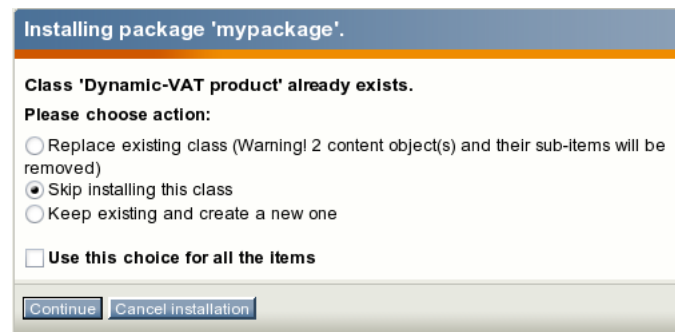 Installing package 'mypackage'.
Class 'Dynamic-VAT product' already exists.
Please choose action:
Replace existing class (Warning! 2 content object(s) and their sub-items will be
removed)
Skip installing this class
Keep existing and create a new one
Use this choice for all the items
Continue Cancel installation